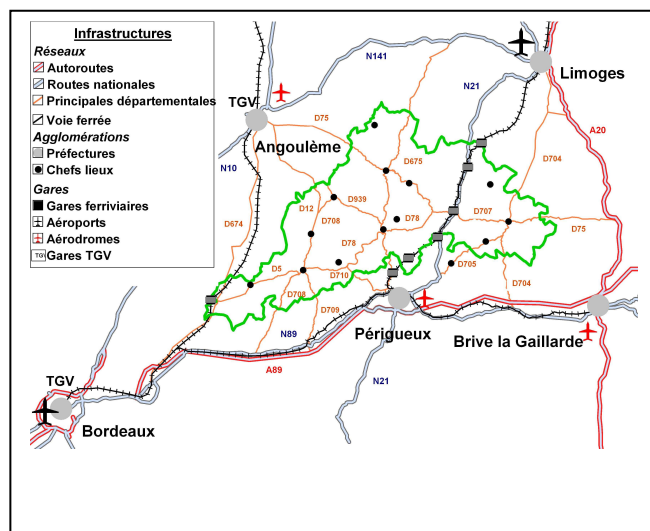 Infrastructures
Réseaux
Autoroutes
Routes nationales
Principales départementales
Voie ferrée
Agglomérations
Préfectures
Chefs lieux
Gares
Gares ferriviaires
Aéroports
Aérodromes
TGV Gares TGV
N141
N21
Limoges
TGV
D75
Angoulême
A20
N10
D675
D704
D939
D12
D708
D78
D707
D75
D674
D78
D5
D710
D705
D704
D708
D709
Périgueux
N89
Brive la Gaillarde
A89
N21
TGV
Bordeaux